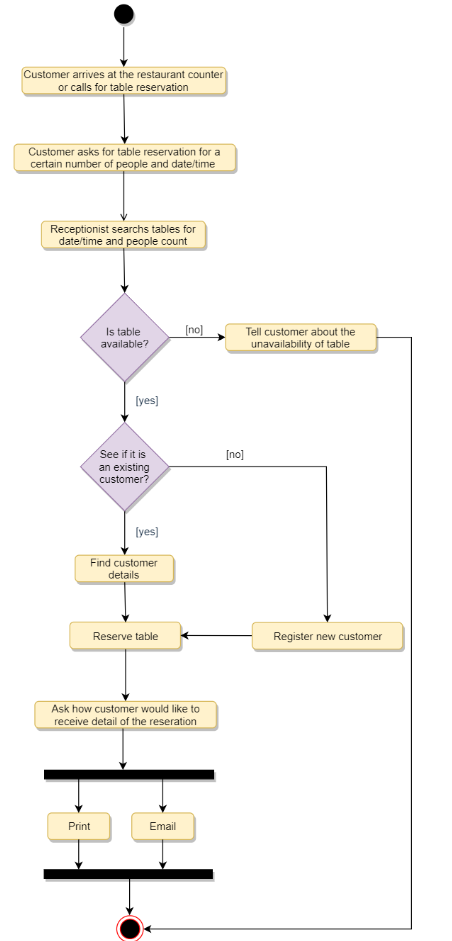 Customer arrives at the restaurant counter
or calls for table reservation
Customer asks for table reservation for a
certain number of people and date/time
Receptionist searchs tables for
date/time and people count
Is table
available?
[no]
Tell customer about the
unavailability of table
[yes]
See if it is
an existing
customer?
[no]
[yes]
Find customer
details
Reserve table
Register new customer
Ask how customer would like to
receive detail of the reseration
Print
Email